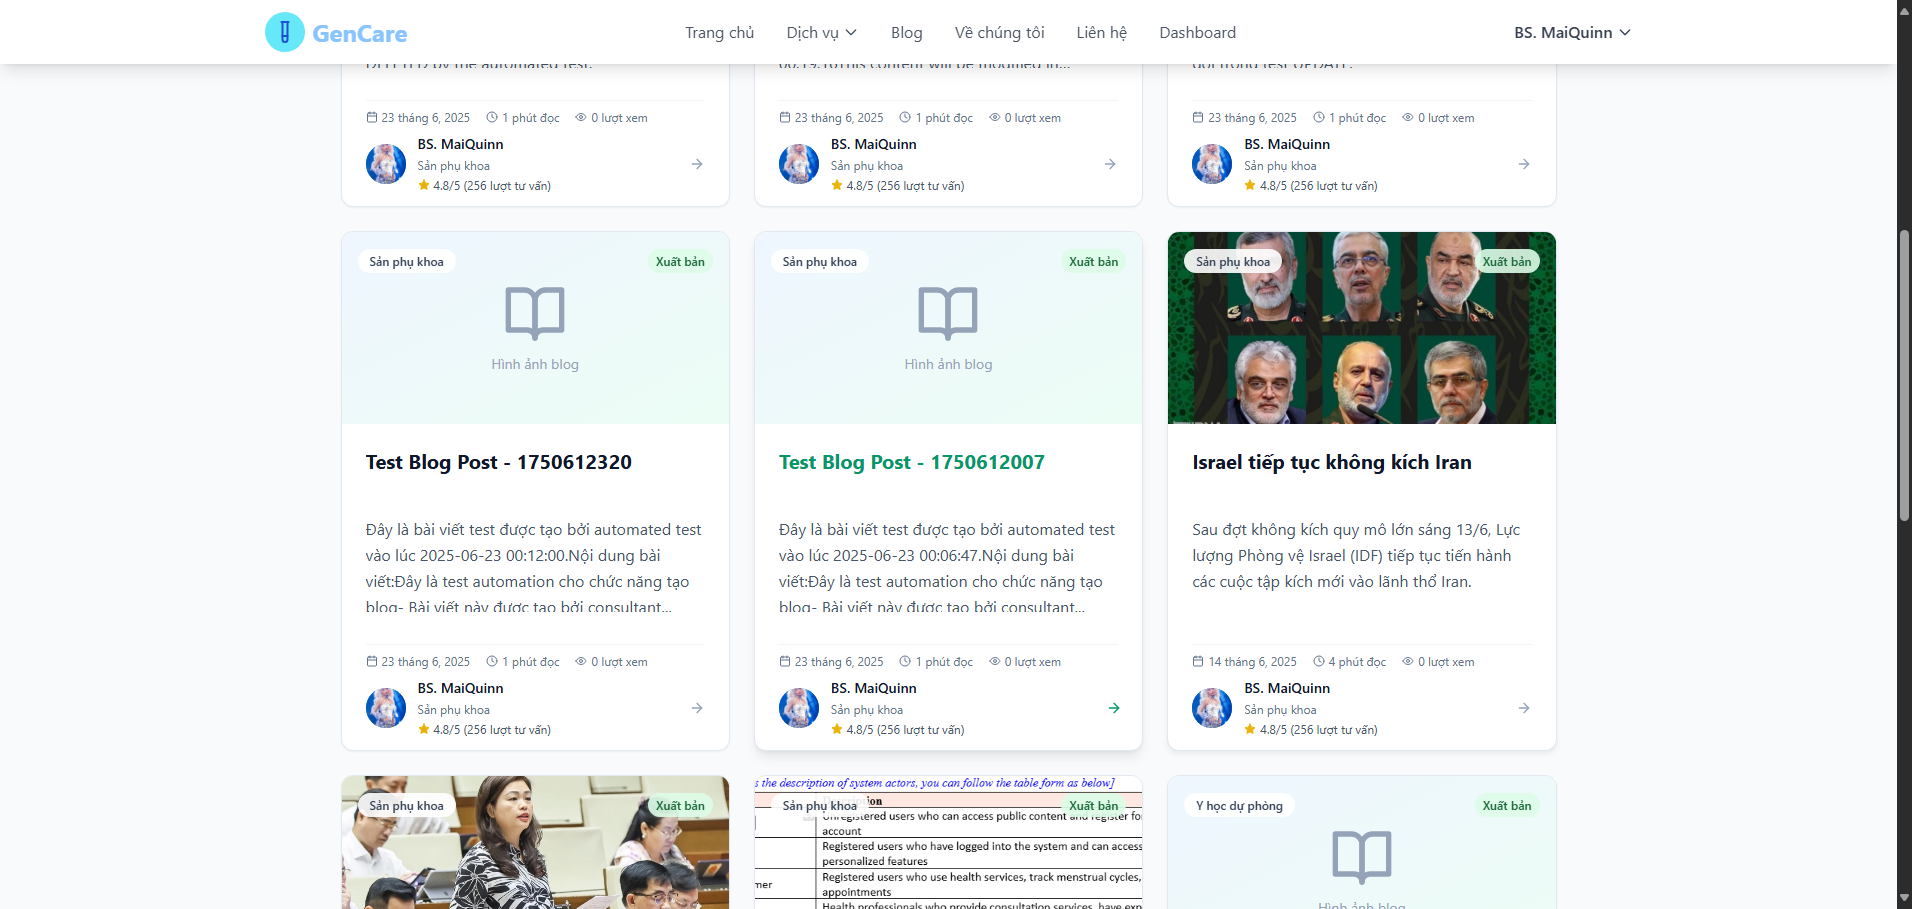 GenCare
Trang chủ
Dịch vụ
Blog
Về chúng tôi
Liên hệ
Dashboard
BS. MaiQuinn
23 tháng 6, 2025
1 phút đọc
0 lượt xem
BS. MaiQuinn
Sản phụ khoa
4.8/5 (256 lượt tư vấn)
23 tháng 6, 2025
1 phút đọc
0 lượt xem
BS. MaiQuinn
Sản phụ khoa
4.8/5 (256 lượt tư vấn)
23 tháng 6, 2025
1 phút đọc
0 lượt xem
BS. MaiQuinn
Sản phụ khoa
4.8/5 (256 lượt tư vấn)
Sản phụ khoa
Xuất bản
Hình ảnh blog
Test Blog Post - 1750612320
Đây là bài viết test được tạo bởi automated test
vào lúc 2025-06-23 00:12:00.Nội dung bài
viết:Đây là test automation cho chức năng tạo
blog- Bài viết này được tạo bởi consultant...
23 tháng 6, 2025
1 phút đọc
0 lượt xem
BS. MaiQuinn
Sản phụ khoa
4.8/5 (256 lượt tư vấn)
Sản phụ khoa
Xuất bản
Hình ảnh blog
Test Blog Post - 1750612007
Đây là bài viết test được tạo bởi automated test
vào lúc 2025-06-23 00:06:47.Nội dung bài
viết:Đây là test automation cho chức năng tạo
blog- Bài viết này được tạo bởi consultant...
23 tháng 6, 2025
1 phút đọc
0 lượt xem
BS. MaiQuinn
Sản phụ khoa
4.8/5 (256 lượt tư vấn)
Sản phụ khoa
Xuất bản
Israel tiếp tục không kích Iran
Sau đợt không kích quy mô lớn sáng 13/6, Lực
lượng Phòng vệ Israel (IDF) tiếp tục tiến hành
các cuộc tập kích mới vào lãnh thổ Iran.
14 tháng 6, 2025
4 phút đọc
0 lượt xem
BS. MaiQuinn
Sản phụ khoa
4.8/5 (256 lượt tư vấn)
Sản phụ khoa
Xuất bản
s the description of system actors, you can follow the table form as below]
Sản phụ khoa
Xuất bản
Unregistered users who can access public content and register fo
account
Registered users who have logged into the system and can access
personalized features
Registered users who use health services, track menstrual cycles,
mer
appointments
Health professionals who provide consultation services, have exp
Y học dự phòng
Xuất bản
Hình ảnh blog